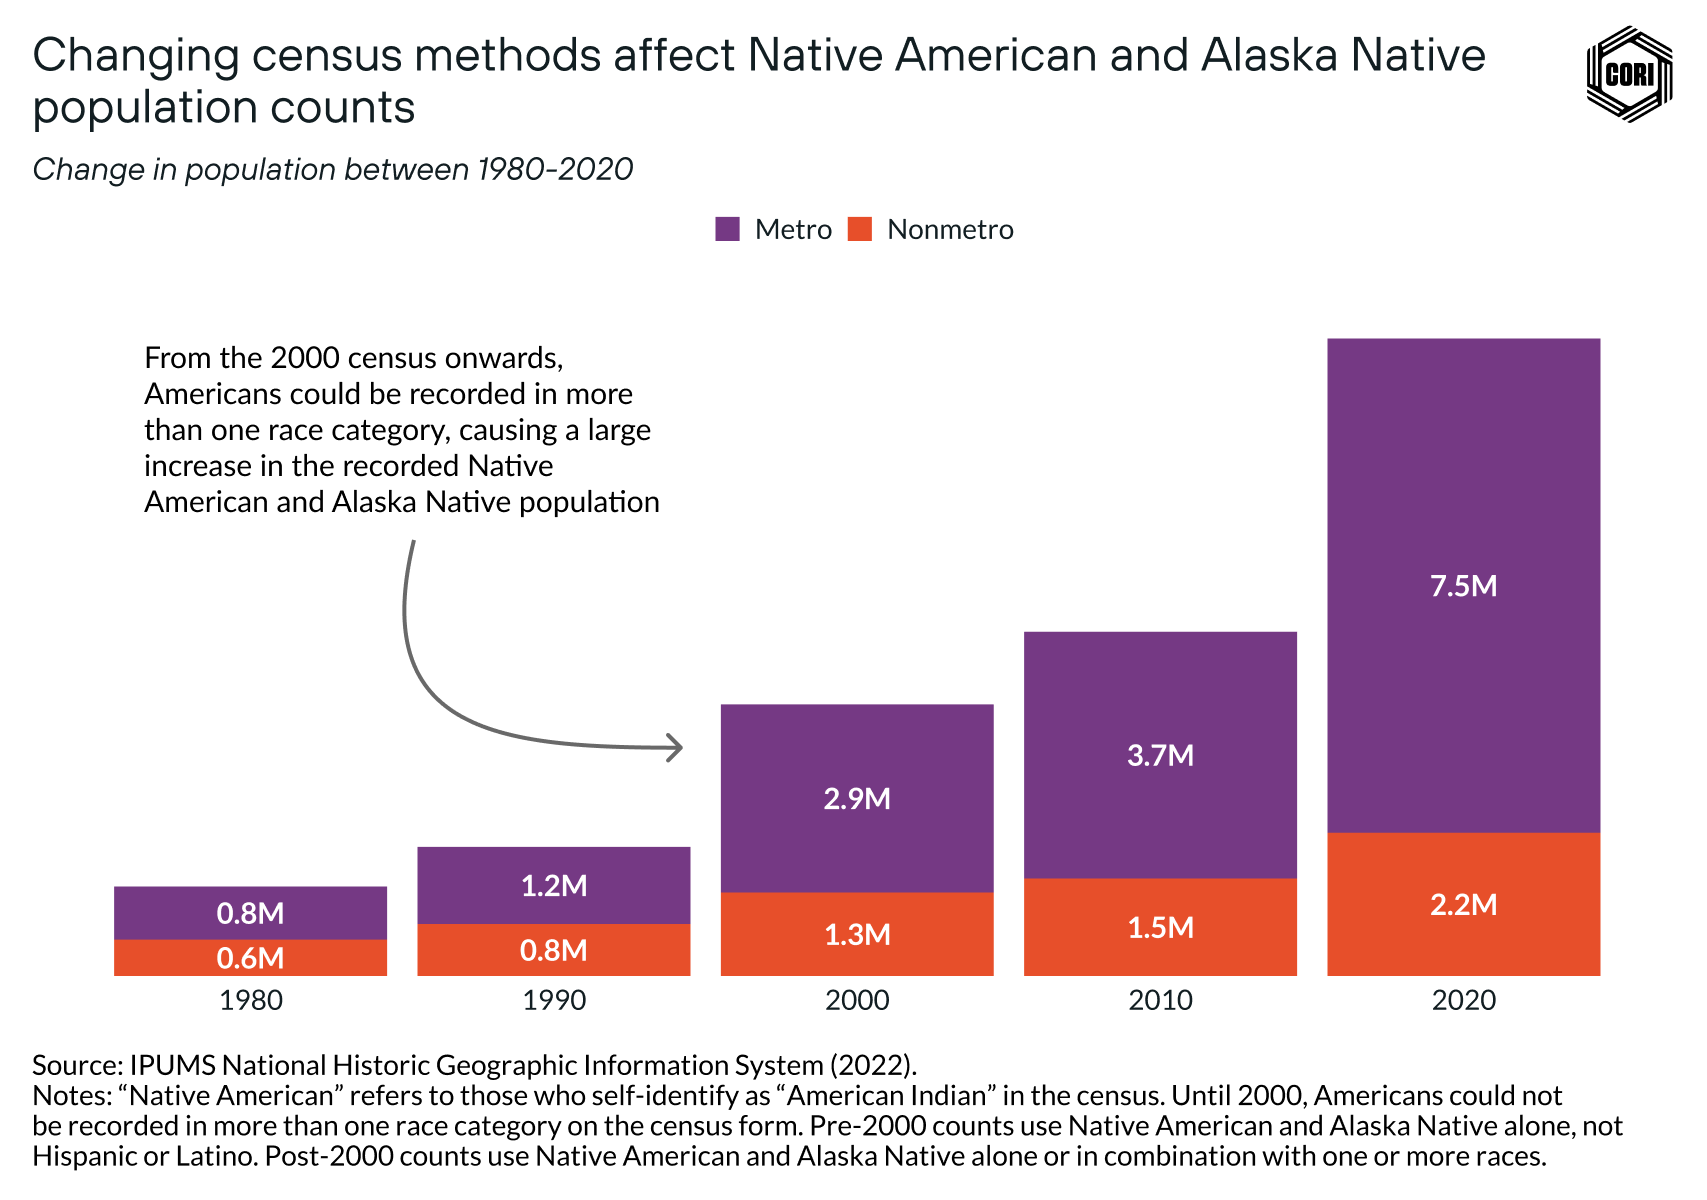 Changing census methods affect Native American and Alaska Native
population counts
CORI
Change in population between 1980-2020
Metro Nonmetro
From the 2000 census onwards,
Americans could be recorded in more
than one race category, causing a large
increase in the recorded Native
American and Alaska Native population
0.8M
0.6M
1.2M
0.8M
2.9M
1.3M
3.7M
1.5M
7.5M
2.2M
1980 1990 2000 2010 2020
Source: IPUMS National Historic Geographic Information System (2022).
Notes: “Native American” refers to those who self-identify as “American Indian” in the census. Until 2000, Americans could not
be recorded in more than one race category on the census form. Pre-2000 counts use Native American and Alaska Native alone, not
Hispanic or Latino. Post-2000 counts use Native American and Alaska Native alone or in combination with one or more races.